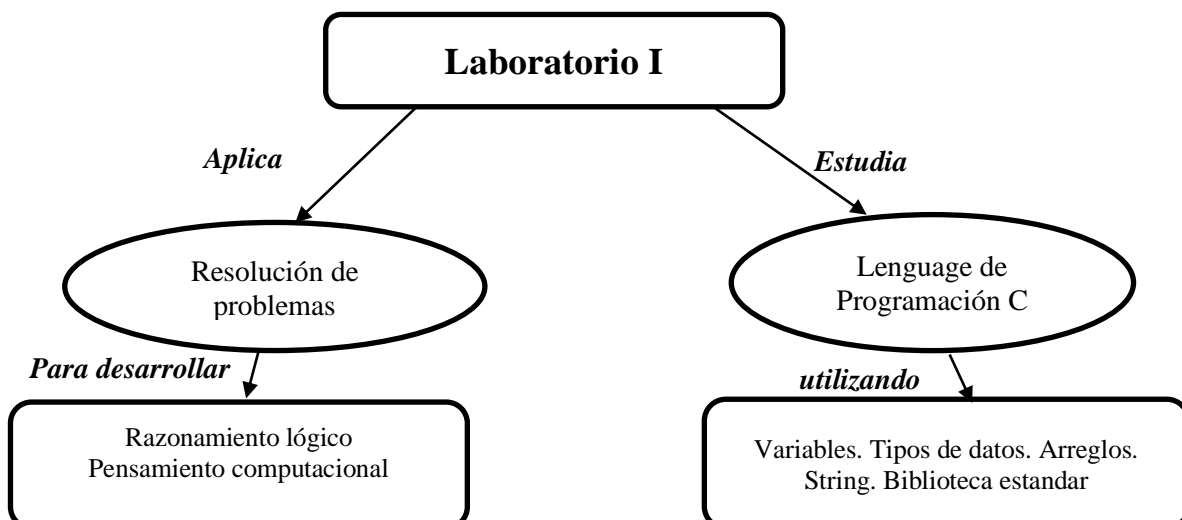 Laboratorio I
Aplica
Estudia
Resolución de
problemas
Lenguage de
Programación C
Para desarrollar
utilizando
Razonamiento lógico
Pensamiento computacional
Variables. Tipos de datos. Arreglos.
String. Biblioteca estandar